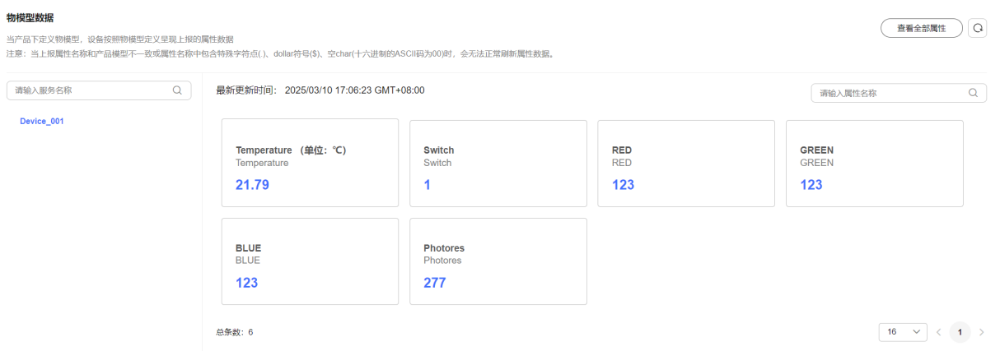 物模型数据
当产品下定义物模型，设备按照物模型定义呈现上报的属性数据
注意：当上报属性名称和产品模型不一致或属性名称中包含特殊字符点(.)、dollar符号($)、空char(十六进制的ASCII码为00)时，会无法正常刷新属性数据。
查看全部属性
请输入服务名称
Device_001
最新更新时间： 2025/03/10 17:06:23 GMT+08:00
请输入属性名称
Temperature （单位：℃）
Temperature
21.79
Switch
Switch
1
RED
RED
123
GREEN
GREEN
123
BLUE
BLUE
123
Photores
Photores
277
总条数：6
16
1